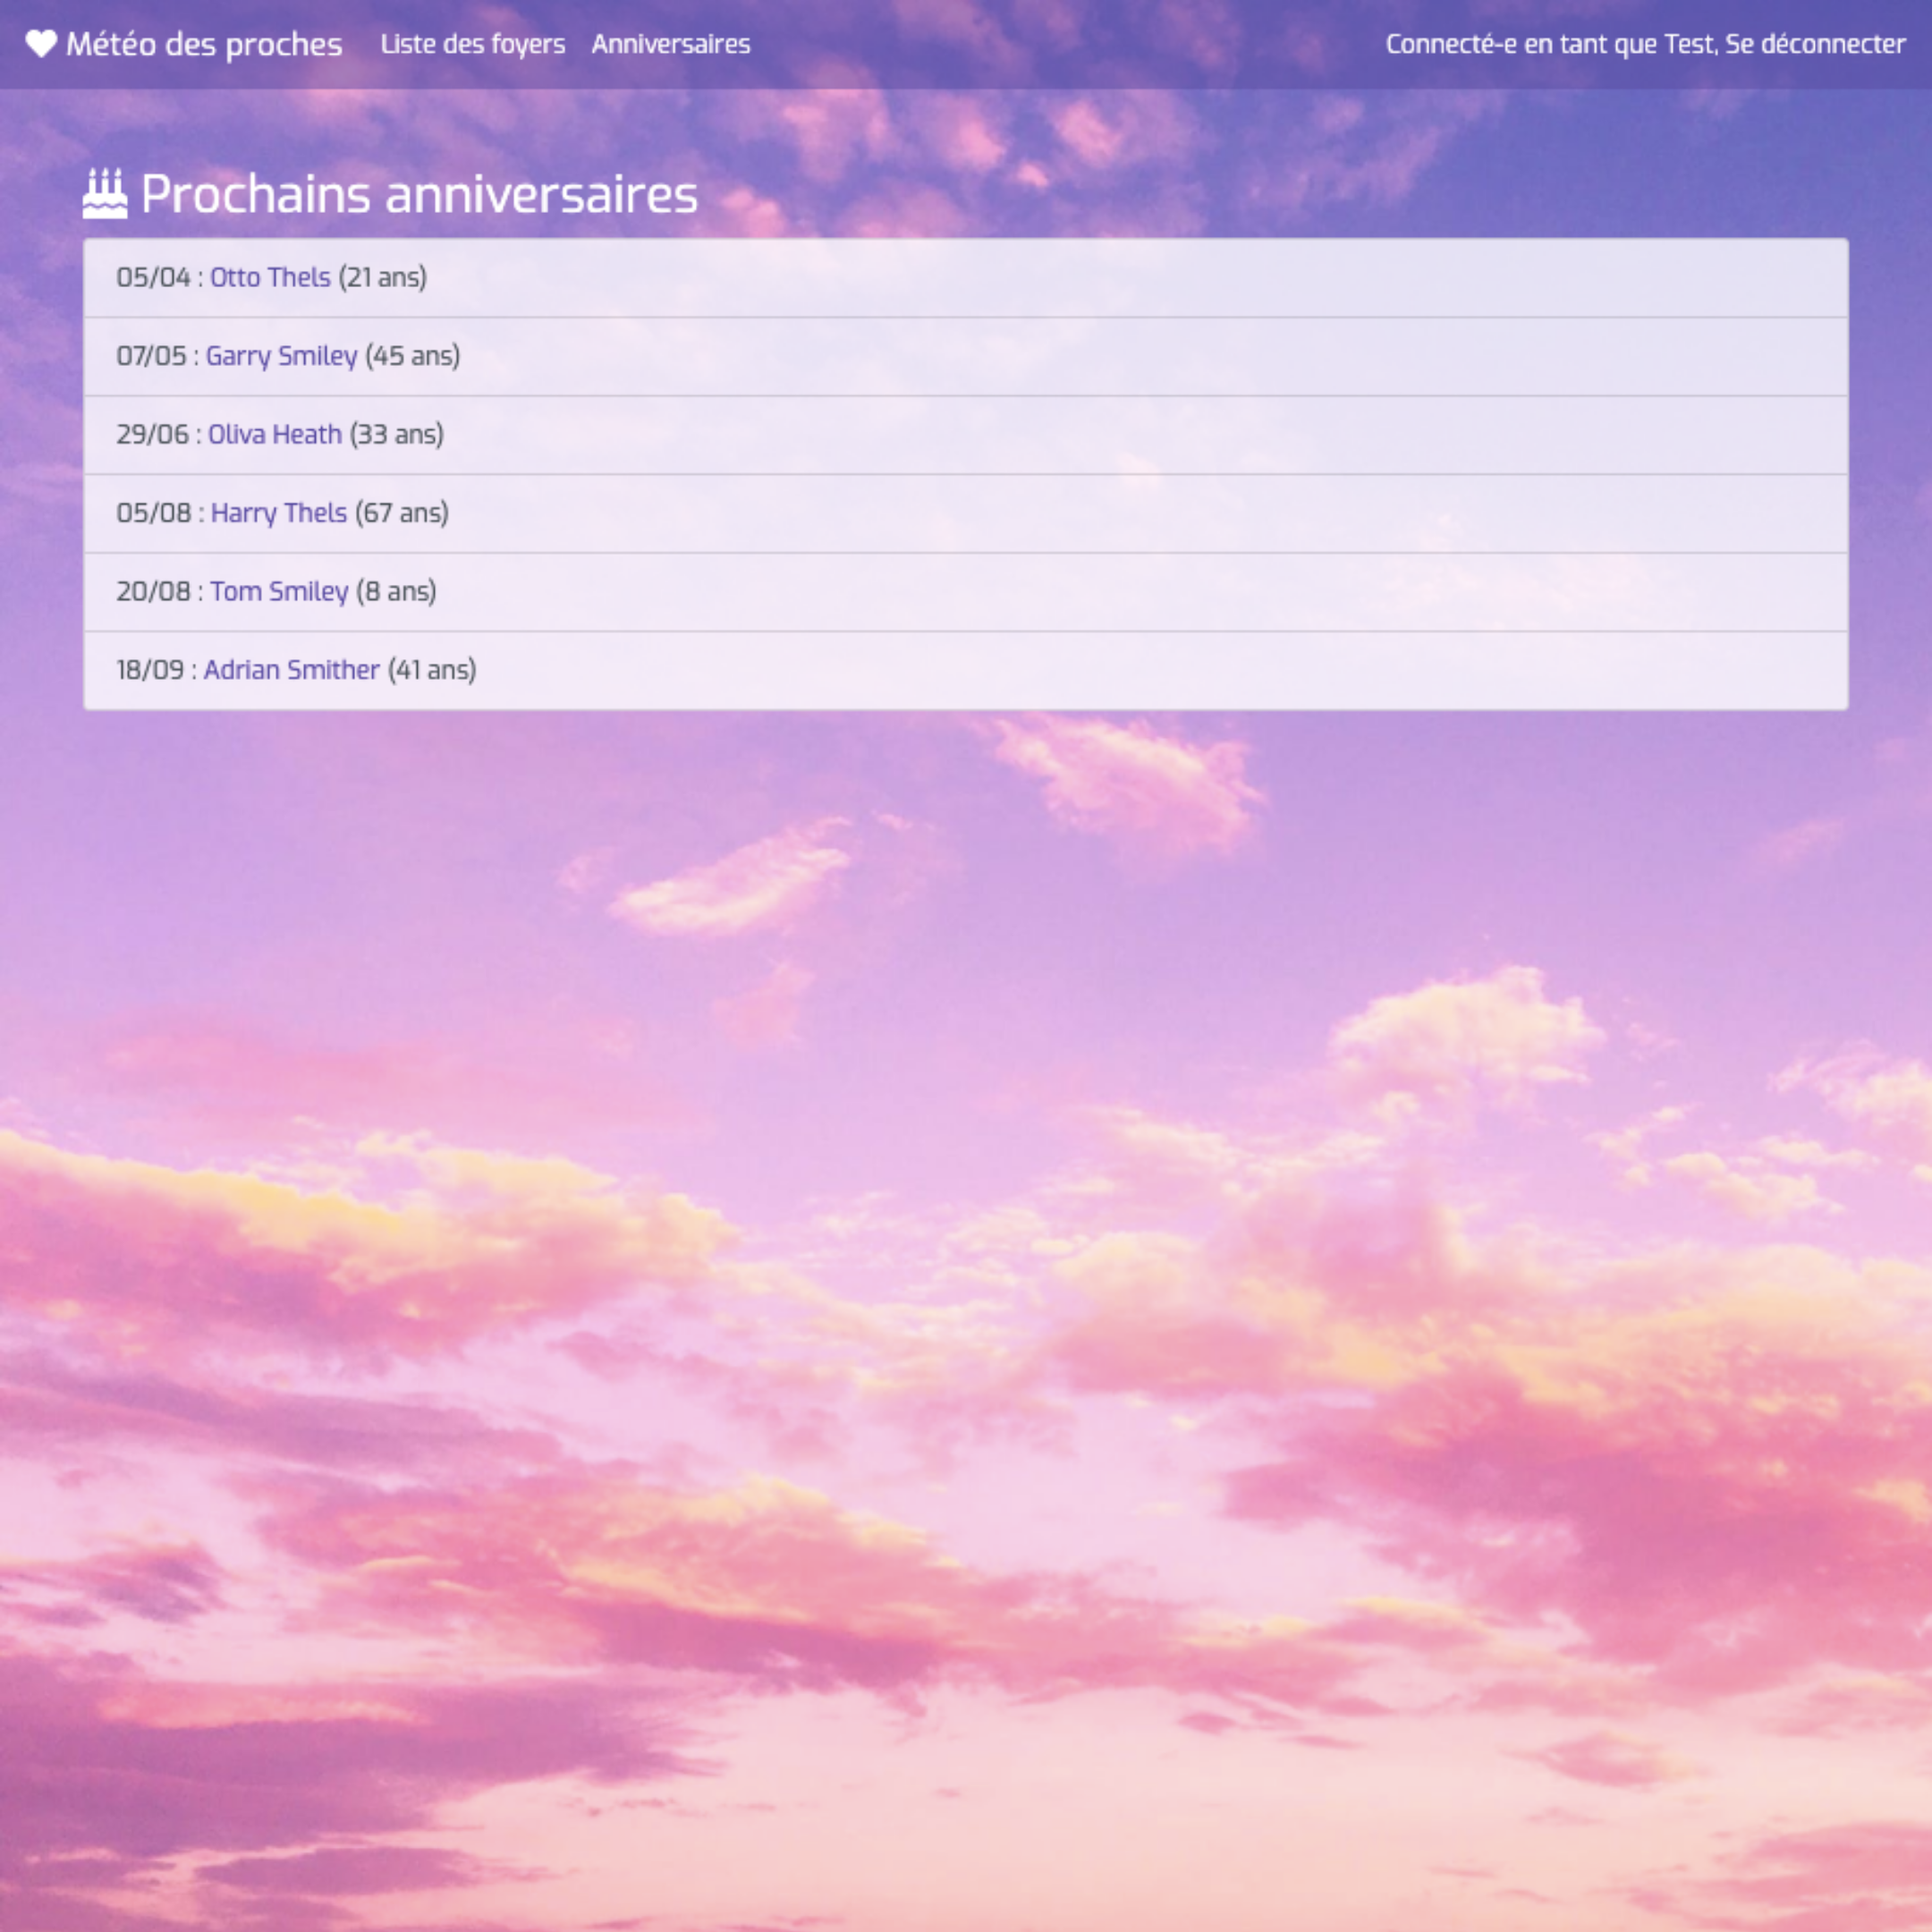 Météo des proches Liste des foyers Anniversaires Connecté-e en tant que Test, Se déconnecter
Prochains anniversaires
05/04 : Otto Thels (21 ans)
07/05 : Garry Smiley (45 ans)
29/06 : Oliva Heath (33 ans)
05/08 : Harry Thels (67 ans)
20/08 : Tom Smiley (8 ans)
18/09 : Adrian Smither (41 ans)